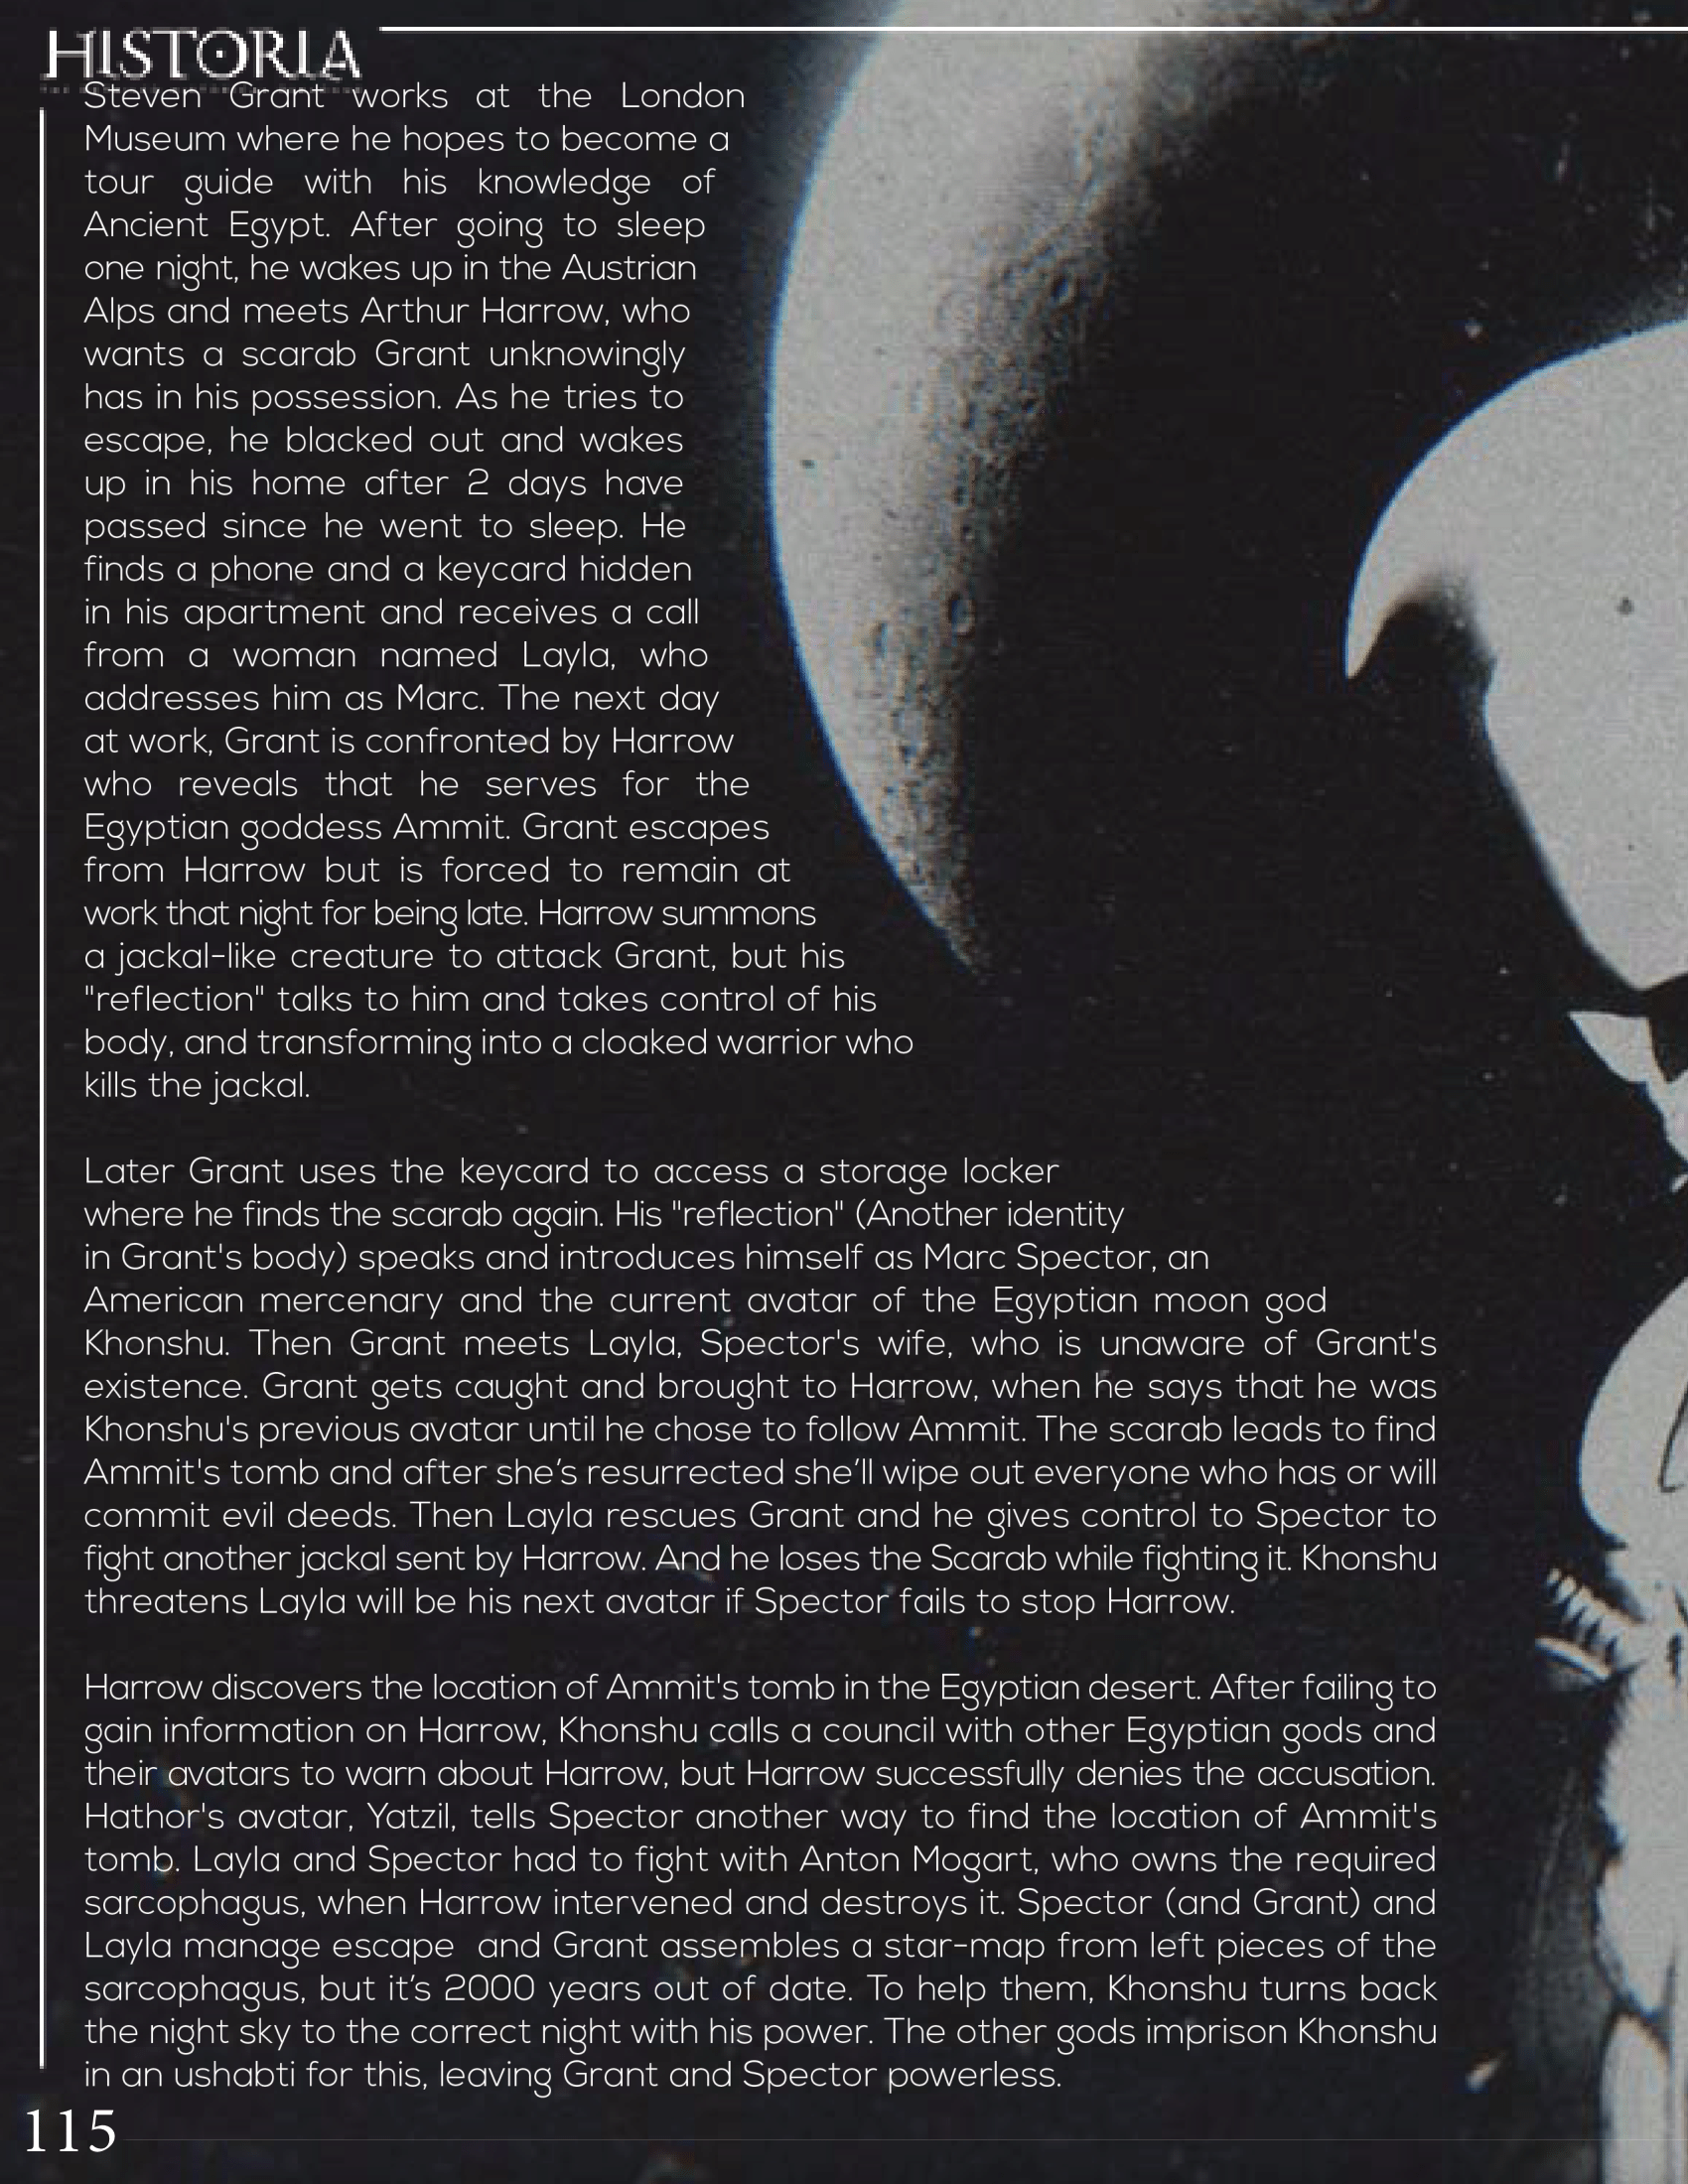 HISTORIA
Steven Grant works at the London
Museum where he hopes to become a
tour guide with his knowledge of
Ancient Egypt. After going to sleep
one night, he wakes up in the Austrian
Alps and meets Arthur Harrow, who
wants a scarab Grant unknowingly
has in his possession. As he tries to
escape, he blacked out and wakes
up in his home after 2 days have
passed since he went to sleep. He
finds a phone and a keycard hidden
in his apartment and receives a call
from a woman named Layla, who
addresses him as Marc. The next day
at work, Grant is confronted by Harrow
who reveals that he serves for the
Egyptian goddess Ammit. Grant escapes
from Harrow but is forced to remain at
work that night for being late. Harrow summons
a jackal-like creature to attack Grant, but his
"reflection" talks to him and takes control of his
body, and transforming into a cloaked warrior who
kills the jackal.
Later Grant uses the keycard to access a storage locker
where he finds the scarab again. His "reflection" (Another identity
in Grant's body) speaks and introduces himself as Marc Spector, an
American mercenary and the current avatar of the Egyptian moon god
Khonshu. Then Grant meets Layla, Spector's wife, who is unaware of Grant's
existence. Grant gets caught and brought to Harrow, when he says that he was
Khonshu's previous avatar until he chose to follow Ammit. The scarab leads to find
Ammit's tomb and after she’s resurrected she’ll wipe out everyone who has or will
commit evil deeds. Then Layla rescues Grant and he gives control to Spector to
fight another jackal sent by Harrow. And he loses the Scarab while fighting it. Khonshu
threatens Layla will be his next avatar if Spector fails to stop Harrow.
Harrow discovers the location of Ammit's tomb in the Egyptian desert. After failing to
gain information on Harrow, Khonshu calls a council with other Egyptian gods and
their avatars to warn about Harrow, but Harrow successfully denies the accusation.
Hathor's avatar, Yatzil, tells Spector another way to find the location of Ammit's
tomb. Layla and Spector had to fight with Anton Mogart, who owns the required
sarcophagus, when Harrow intervened and destroys it. Spector (and Grant) and
Layla manage escape  and Grant assembles a star-map from left pieces of the
sarcophagus, but it’s 2000 years out of date. To help them, Khonshu turns back
the night sky to the correct night with his power. The other gods imprison Khonshu
in an ushabti for this, leaving Grant and Spector powerless.
115